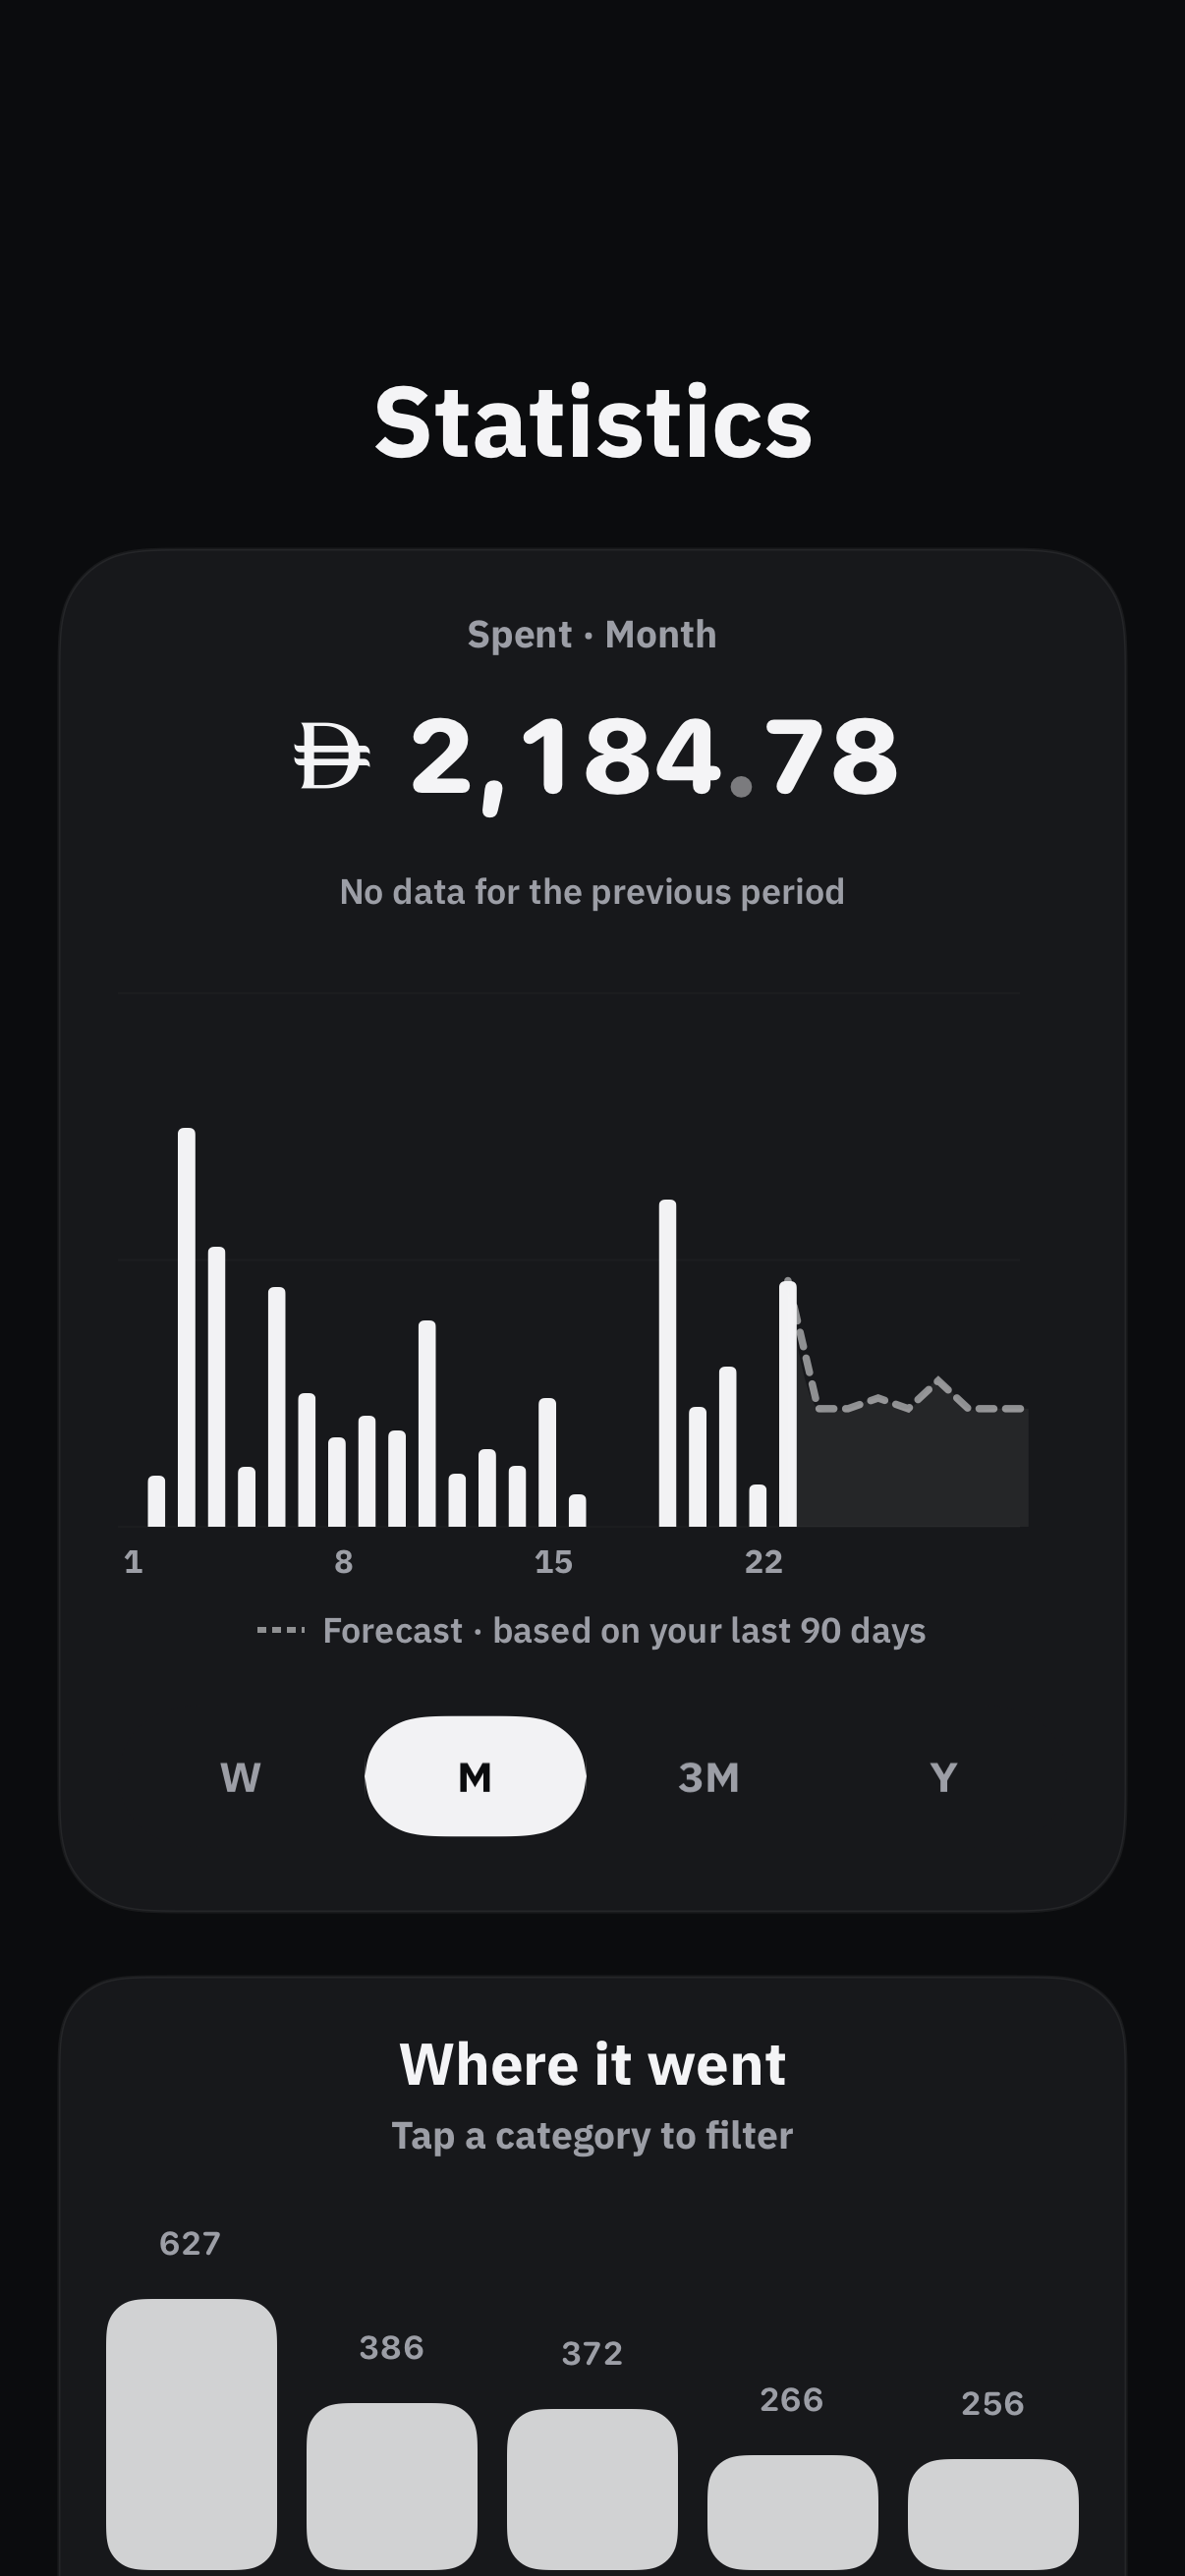 Statistics
Spent · Month
 2,184.78
No data for the previous period
1 8 15 22
Forecast · based on your last 90 days
W M 3M Y
Where it went
Tap a category to filter
627
386
372
266
256